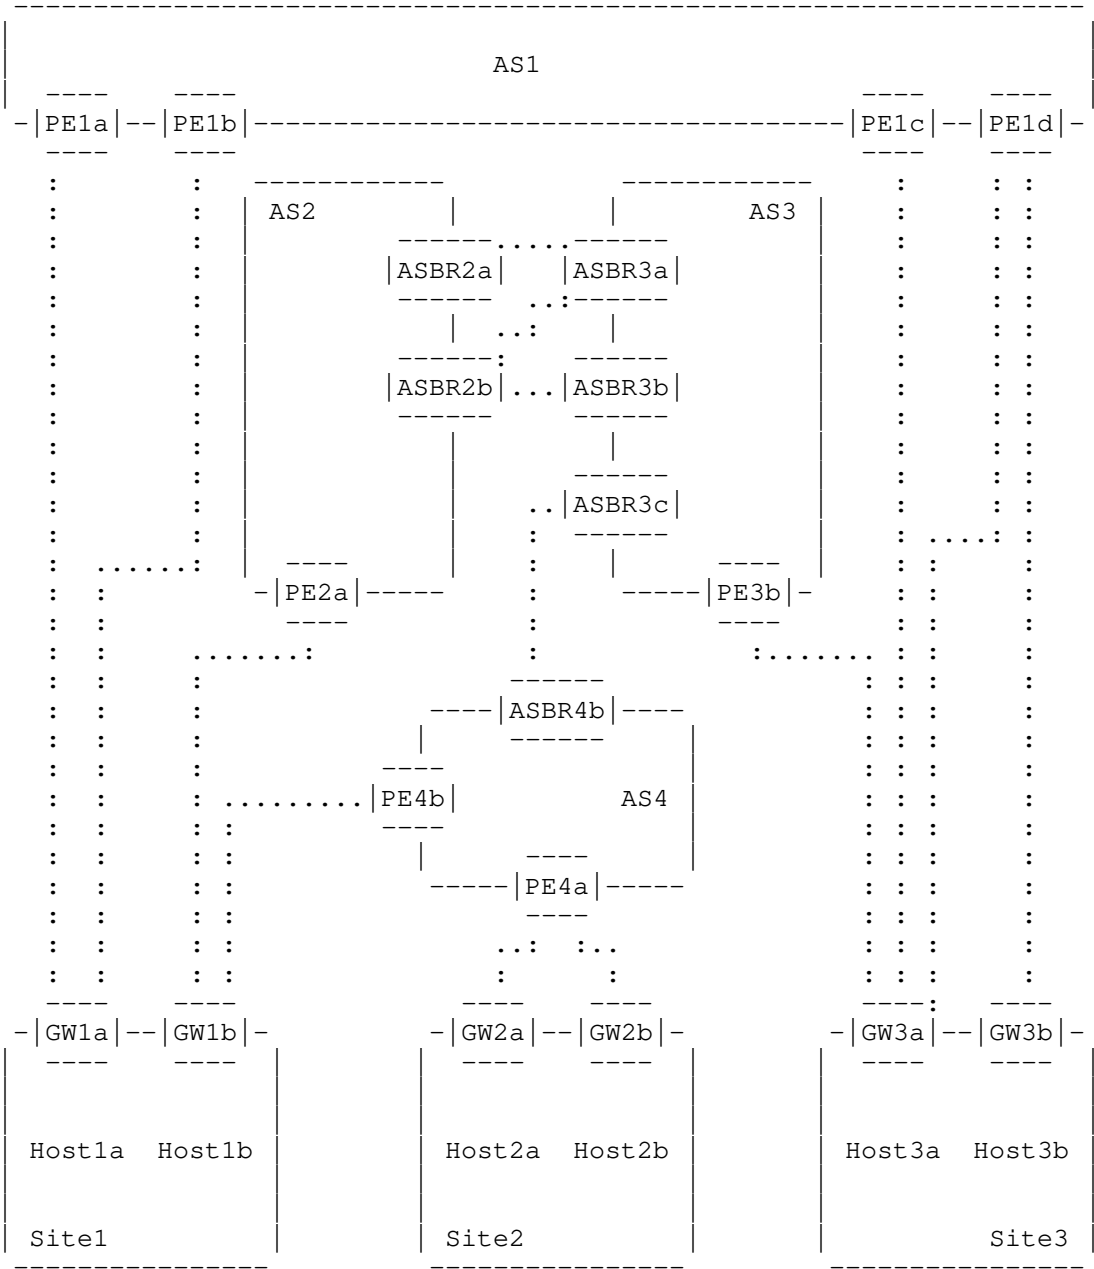 AS1
PE1a PE1b PE1c PE1d
AS2 AS3
ASBR2a ASBR3a
ASBR2b ASBR3b
ASBR3c
PE2a PE3b
ASBR4b
PE4b AS4
PE4a
GW1a GW1b GW2a GW2b GW3a GW3b
Host1a Host1b Host2a Host2b Host3a Host3b
Site1 Site2 Site3